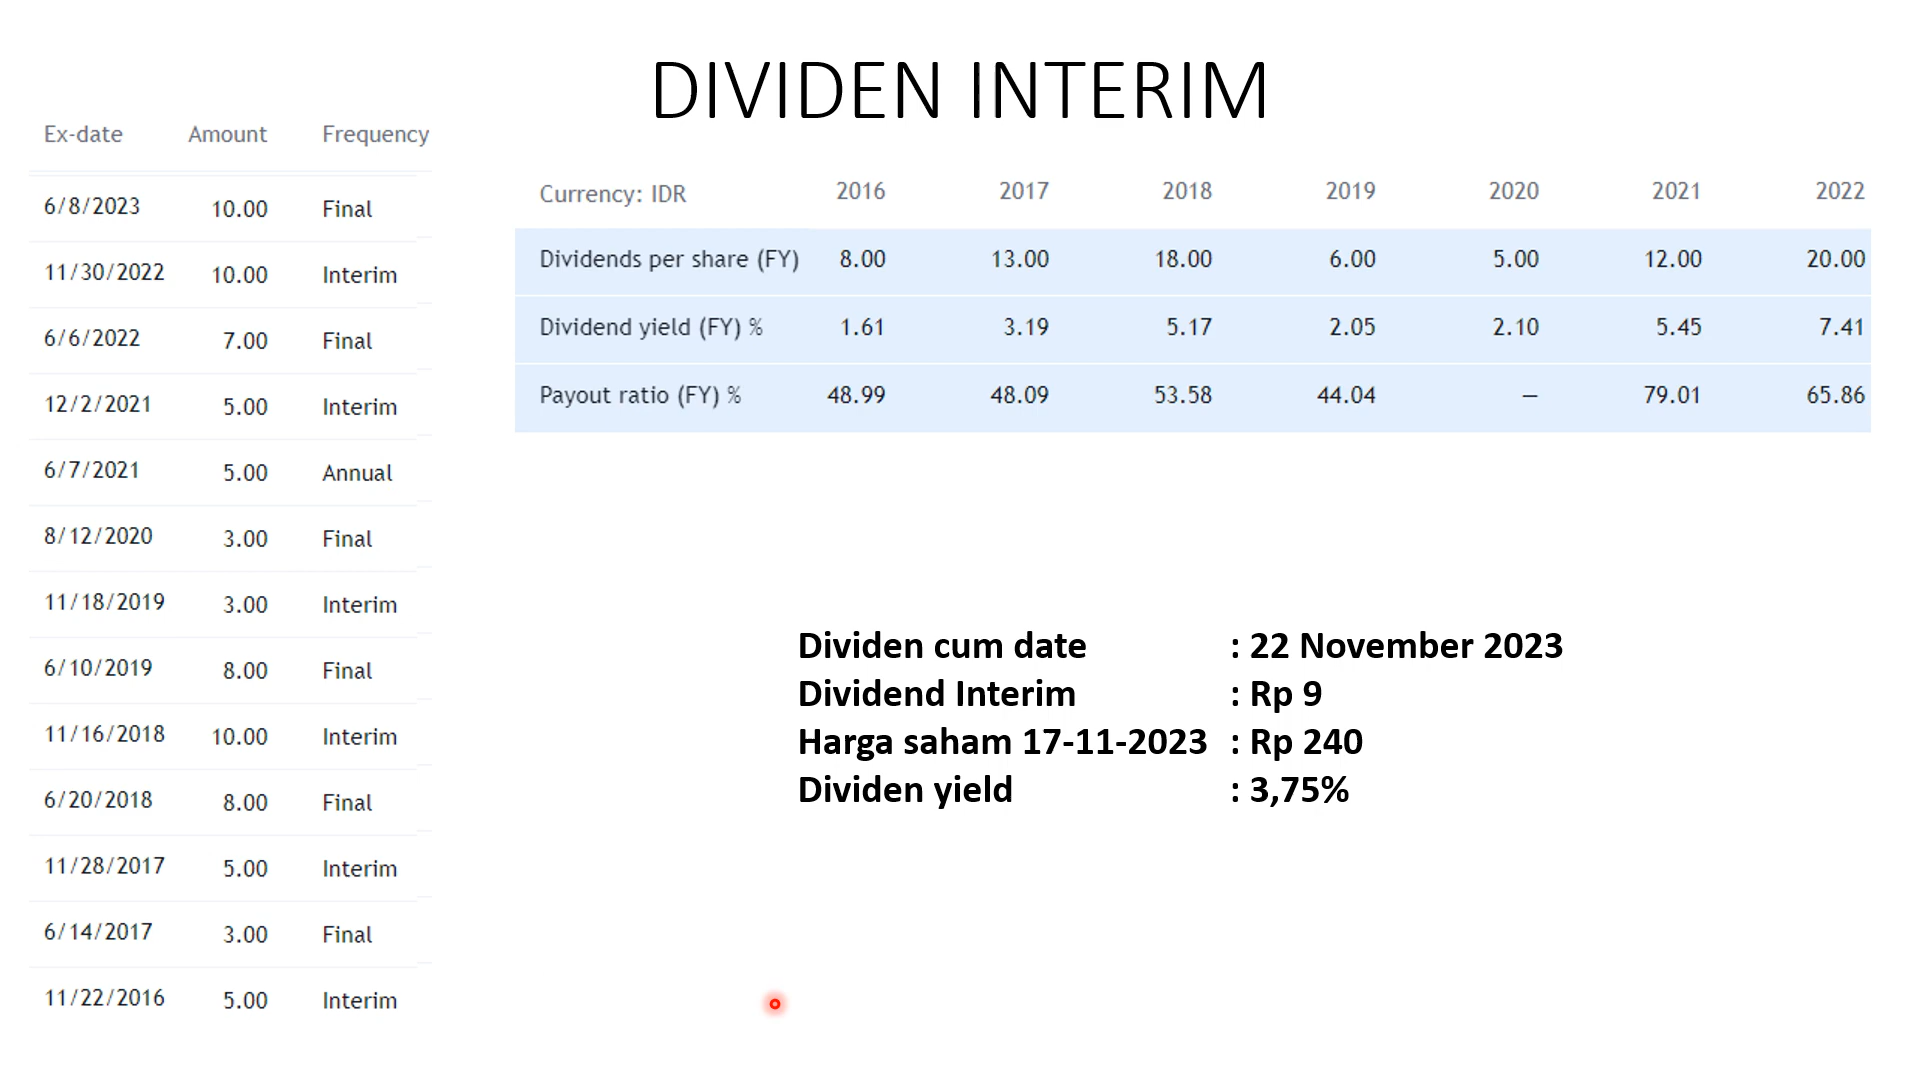 DIVIDEN INTERIM
Ex-date Amount Frequency
6/8/2023 10.00 Final
11/30/2022 10.00 Interim
6/6/2022 7.00 Final
12/2/2021 5.00 Interim
6/7/2021 5.00 Annual
8/12/2020 3.00 Final
11/18/2019 3.00 Interim
6/10/2019 8.00 Final
11/16/2018 10.00 Interim
6/20/2018 8.00 Final
11/28/2017 5.00 Interim
6/14/2017 3.00 Final
11/22/2016 5.00 Interim
Currency: IDR 2016 2017 2018 2019 2020 2021 2022
Dividends per share (FY) 8.00 13.00 18.00 6.00 5.00 12.00 20.00
Dividend yield (FY) % 1.61 3.19 5.17 2.05 2.10 5.45 7.41
Payout ratio (FY) % 48.99 48.09 53.58 44.04 — 79.01 65.86
Dividen cum date : 22 November 2023
Dividend Interim : Rp 9
Harga saham 17-11-2023 : Rp 240
Dividen yield : 3,75%